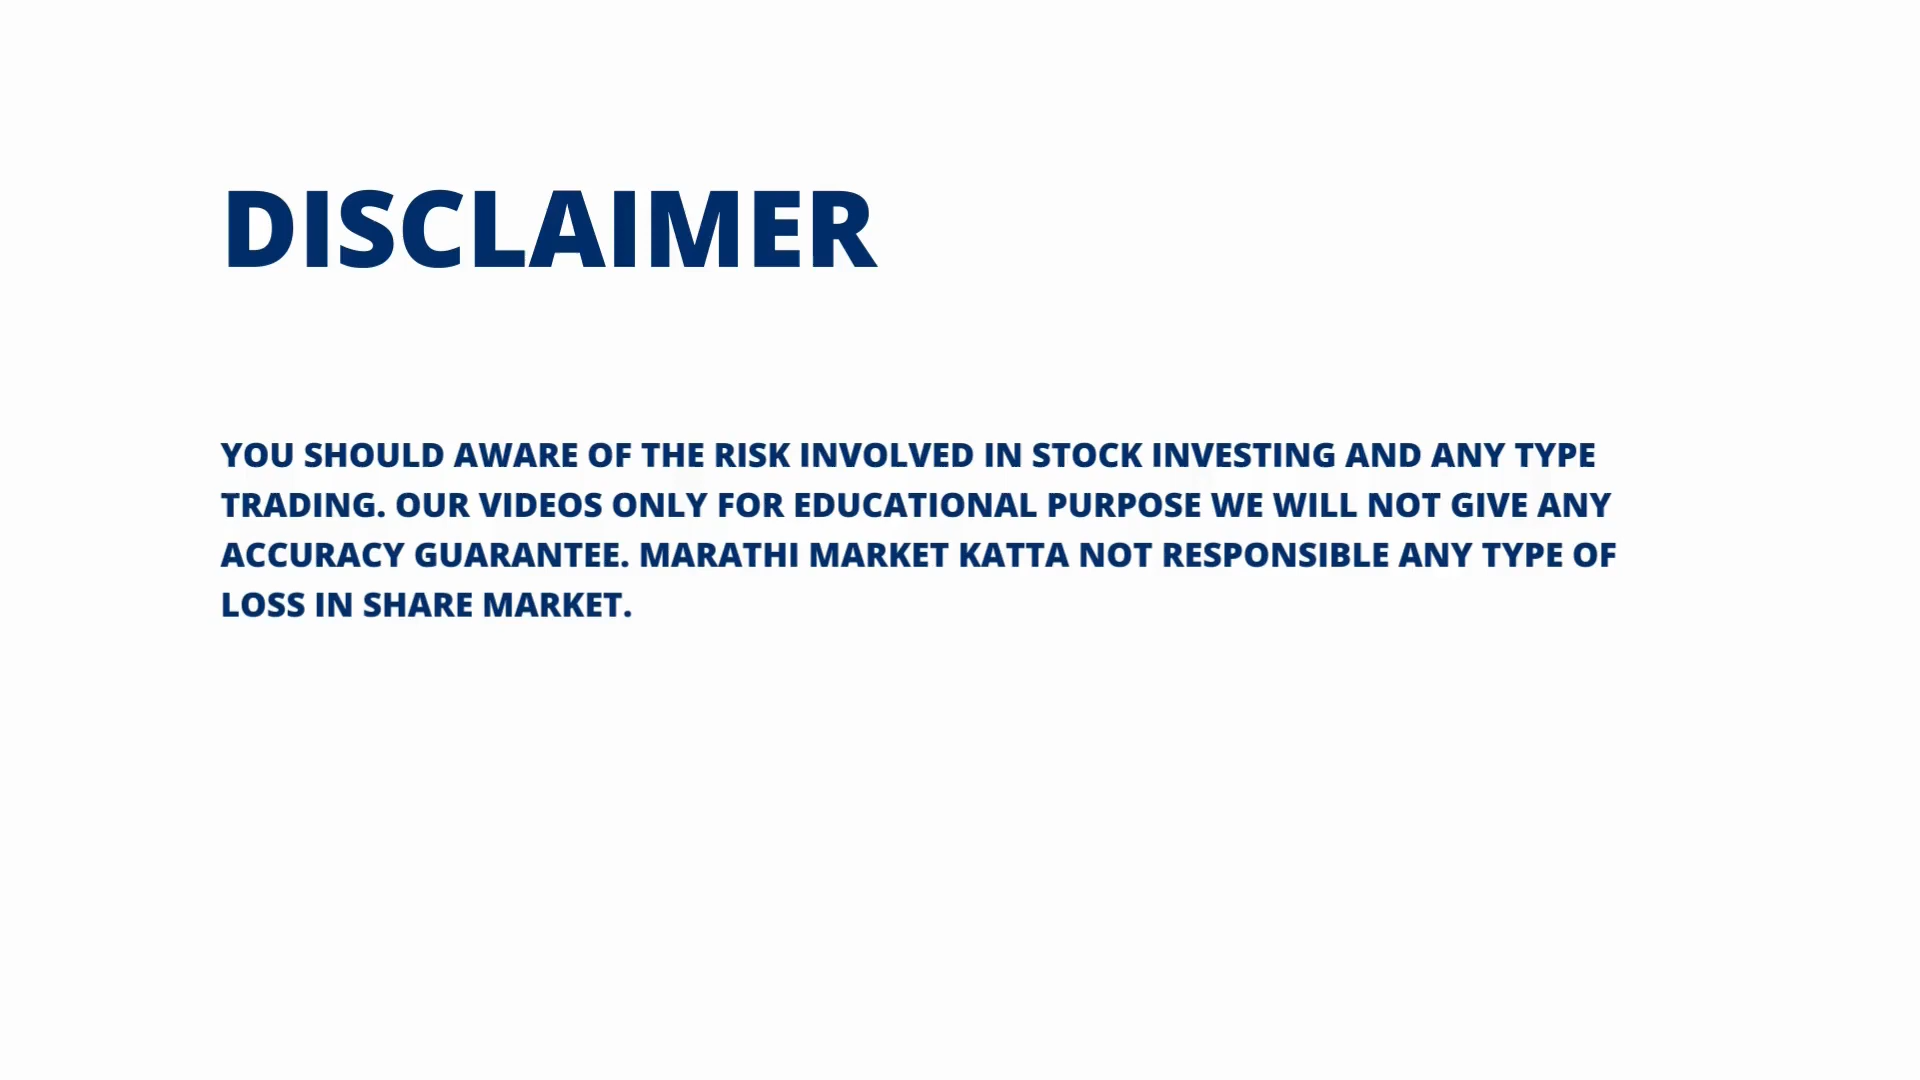 DISCLAIMER
YOU SHOULD AWARE OF THE RISK INVOLVED IN STOCK INVESTING AND ANY TYPE
TRADING. OUR VIDEOS ONLY FOR EDUCATIONAL PURPOSE WE WILL NOT GIVE ANY
ACCURACY GUARANTEE. MARATHI MARKET KATTA NOT RESPONSIBLE ANY TYPE OF
LOSS IN SHARE MARKET.